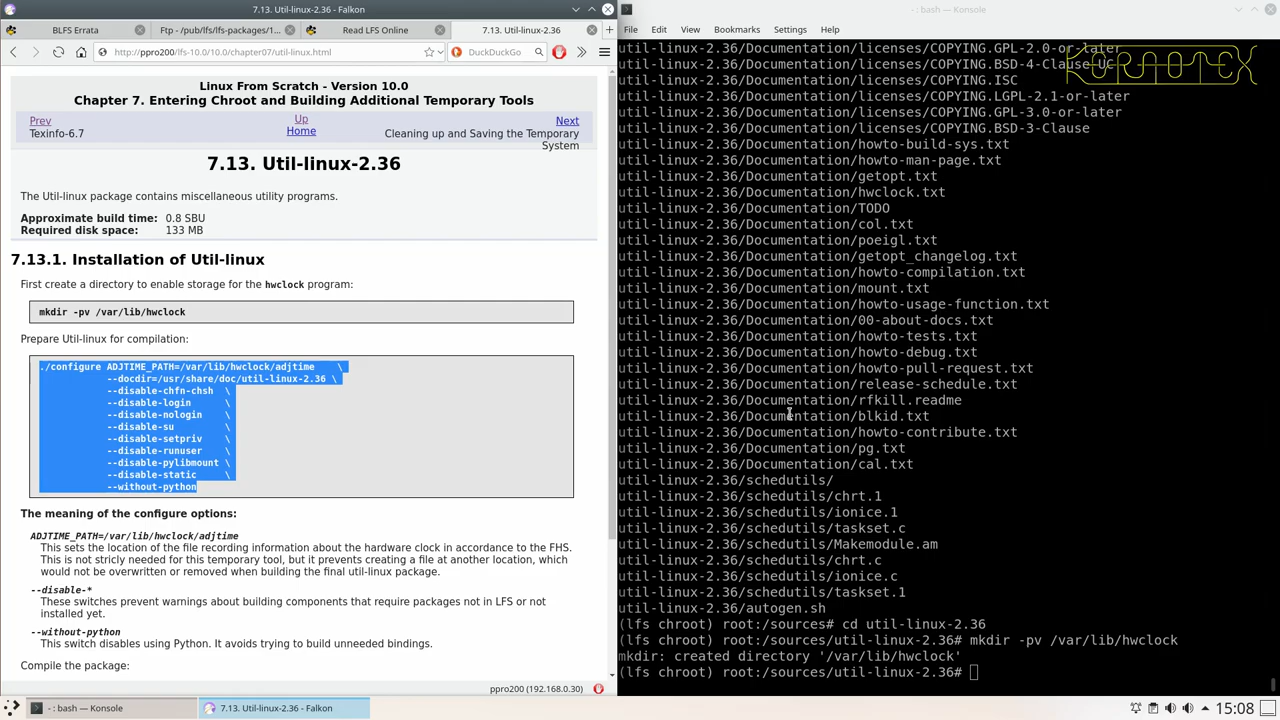 7.13. Util-linux-2.36 - Falkon
BLFS Errata
Ftp - /pub/lfs/lfs-packages/1...
Read LFS Online
7.13. Util-linux-2.36
http://ppro200/lfs-10.0/10.0/chapter07/util-linux.html
DuckDuckGo
Linux From Scratch - Version 10.0
Chapter 7. Entering Chroot and Building Additional Temporary Tools
Prev
Texinfo-6.7
Up
Home
Next
Cleaning up and Saving the Temporary
System
7.13. Util-linux-2.36
The Util-linux package contains miscellaneous utility programs.
Approximate build time: 0.8 SBU
Required disk space: 133 MB
7.13.1. Installation of Util-linux
First create a directory to enable storage for the hwclock program:
mkdir -pv /var/lib/hwclock
Prepare Util-linux for compilation:
./configure ADJTIME_PATH=/var/lib/hwclock/adjtime \
--docdir=/usr/share/doc/util-linux-2.36 \
--disable-chfn-chsh \
--disable-login \
--disable-nologin \
--disable-su \
--disable-setpriv \
--disable-runuser \
--disable-pylibmount \
--disable-static \
--without-python
The meaning of the configure options:
ADJTIME_PATH=/var/lib/hwclock/adjtime
This sets the location of the file recording information about the hardware clock in accordance to the FHS.
This is not strictly needed for this temporary tool, but it prevents creating a file at another location, which
would not be overwritten or removed when building the final util-linux package.
--disable-*
These switches prevent warnings about building components that require packages not in LFS or not
installed yet.
--without-python
This switch disables using Python. It avoids trying to build unneeded bindings.
Compile the package:
ppro200 (192.168.0.30)
- : bash — Konsole
File Edit View Bookmarks Settings Help
util-linux-2.36/Documentation/licenses/COPYING.GPL-2.0-or-later
util-linux-2.36/Documentation/licenses/COPYING.BSD-4-Clause-UC
util-linux-2.36/Documentation/licenses/COPYING.ISC
util-linux-2.36/Documentation/licenses/COPYING.LGPL-2.1-or-later
util-linux-2.36/Documentation/licenses/COPYING.GPL-3.0-or-later
util-linux-2.36/Documentation/licenses/COPYING.BSD-3-Clause
util-linux-2.36/Documentation/howto-build-sys.txt
util-linux-2.36/Documentation/howto-man-page.txt
util-linux-2.36/Documentation/getopt.txt
util-linux-2.36/Documentation/hwclock.txt
util-linux-2.36/Documentation/TODO
util-linux-2.36/Documentation/col.txt
util-linux-2.36/Documentation/poeigl.txt
util-linux-2.36/Documentation/getopt_changelog.txt
util-linux-2.36/Documentation/howto-compilation.txt
util-linux-2.36/Documentation/mount.txt
util-linux-2.36/Documentation/howto-usage-function.txt
util-linux-2.36/Documentation/00-about-docs.txt
util-linux-2.36/Documentation/howto-tests.txt
util-linux-2.36/Documentation/howto-debug.txt
util-linux-2.36/Documentation/howto-pull-request.txt
util-linux-2.36/Documentation/release-schedule.txt
util-linux-2.36/Documentation/rfkill.readme
util-linux-2.36/Documentation/blkid.txt
util-linux-2.36/Documentation/howto-contribute.txt
util-linux-2.36/Documentation/pg.txt
util-linux-2.36/Documentation/cal.txt
util-linux-2.36/schedutils/
util-linux-2.36/schedutils/chrt.1
util-linux-2.36/schedutils/ionice.1
util-linux-2.36/schedutils/taskset.c
util-linux-2.36/schedutils/Makemodule.am
util-linux-2.36/schedutils/chrt.c
util-linux-2.36/schedutils/ionice.c
util-linux-2.36/schedutils/taskset.1
util-linux-2.36/autogen.sh
(lfs chroot) root:/sources# cd util-linux-2.36
(lfs chroot) root:/sources/util-linux-2.36# mkdir -pv /var/lib/hwclock
mkdir: created directory '/var/lib/hwclock'
(lfs chroot) root:/sources/util-linux-2.36#
- : bash — Konsole
7.13. Util-linux-2.36 - Falkon
15:08